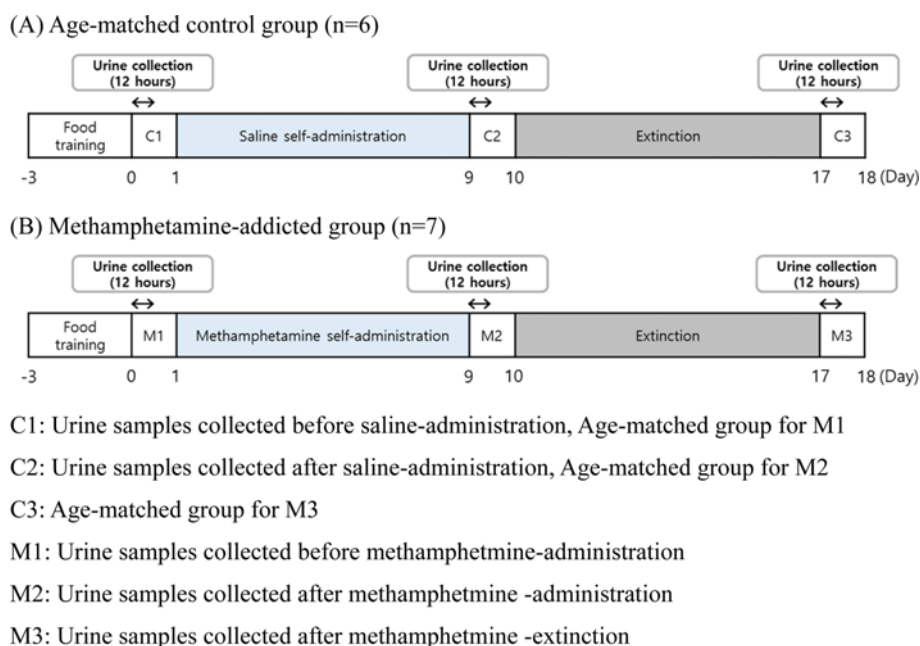 (A) Age-matched control group (n=6)
Urine collection (12 hours) Urine collection (12 hours) Urine collection (12 hours)
Food training C1 Saline self-administration C2 Extinction C3
-3 0 1 9 10 17 18 (Day)
(B) Methamphetamine-addicted group (n=7)
Urine collection (12 hours) Urine collection (12 hours) Urine collection (12 hours)
Food training M1 Methamphetamine self-administration M2 Extinction M3
-3 0 1 9 10 17 18 (Day)
C1: Urine samples collected before saline-administration, Age-matched group for M1
C2: Urine samples collected after saline-administration, Age-matched group for M2
C3: Age-matched group for M3
M1: Urine samples collected before methamphetmine-administration
M2: Urine samples collected after methamphetmine -administration
M3: Urine samples collected after methamphetmine -extinction